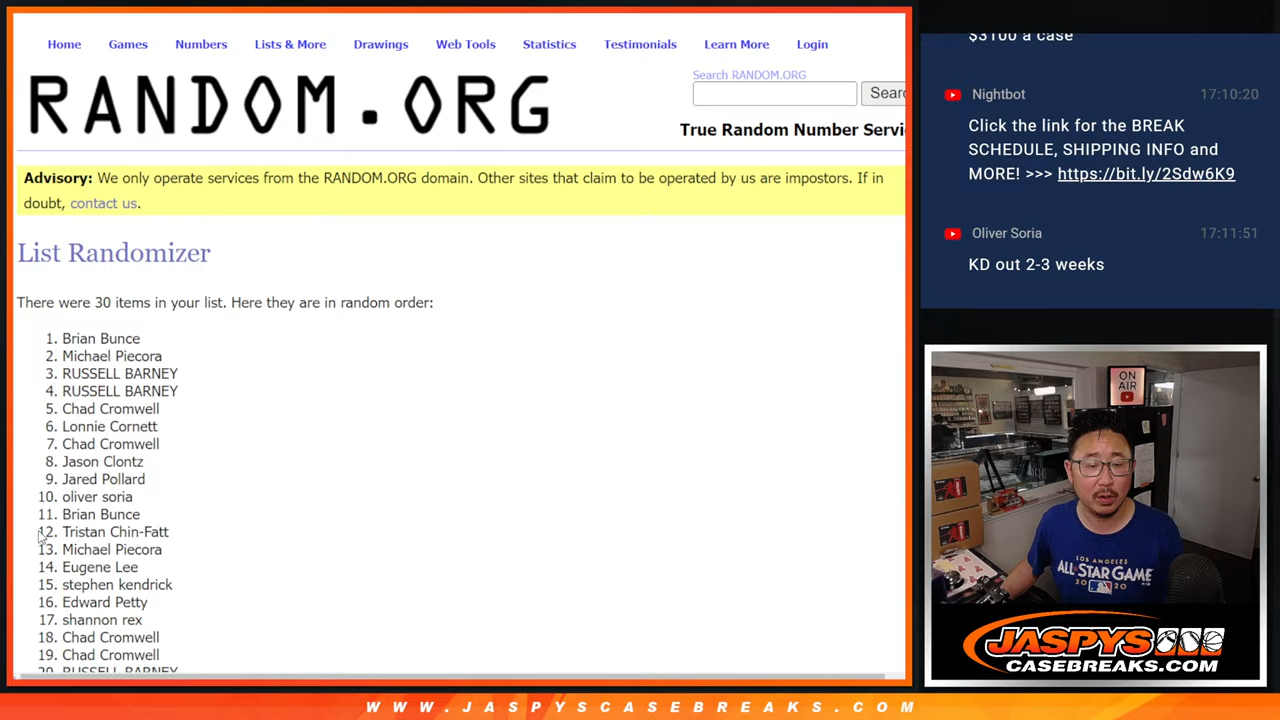 Home Games Numbers Lists & More Drawings Web Tools Statistics Testimonials Learn More Login
RANDOM.ORG
Search RANDOM.ORG
Sear
True Random Number Servi
Advisory: We only operate services from the RANDOM.ORG domain. Other sites that claim to be operated by us are impostors. If in
doubt, contact us.
List Randomizer
There were 30 items in your list. Here they are in random order:
1. Brian Bunce
2. Michael Piecora
3. RUSSELL BARNEY
4. RUSSELL BARNEY
5. Chad Cromwell
6. Lonnie Cornett
7. Chad Cromwell
8. Jason Clontz
9. Jared Pollard
10. oliver soria
11. Brian Bunce
12. Tristan Chin-Fatt
13. Michael Piecora
14. Eugene Lee
15. stephen kendrick
16. Edward Petty
17. shannon rex
18. Chad Cromwell
19. Chad Cromwell
20. RUSSELL BARNEY
$3100 a case
Nightbot 17:10:20
Click the link for the BREAK
SCHEDULE, SHIPPING INFO and
MORE! >>> https://bit.ly/2Sdw6K9
Oliver Soria 17:11:51
KD out 2-3 weeks
ON
AIR
LOS ANGELES
ALL STAR GAME
2020
JASPYS
CASEBREAKS.COM
WWW.JASPYSCASEBREAKS.COM